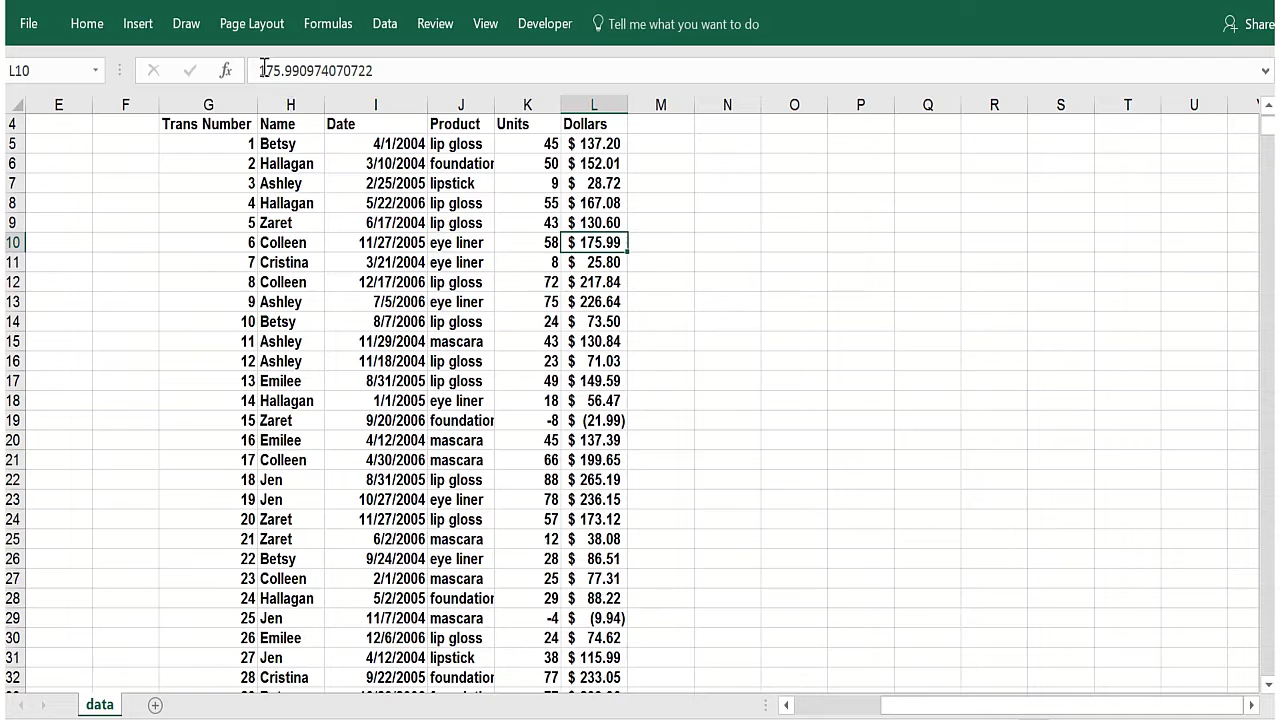 File Home Insert Draw Page Layout Formulas Data Review View Developer Tell me what you want to do Share
L10 fx 175.990974070722
E F G H I J K L M N O P Q R S T U
4 Trans Number Name Date Product Units Dollars
5 1 Betsy 4/1/2004 lip gloss 45 $ 137.20
6 2 Hallagan 3/10/2004 foundation 50 $ 152.01
7 3 Ashley 2/25/2005 lipstick 9 $ 28.72
8 4 Hallagan 5/22/2006 lip gloss 55 $ 167.08
9 5 Zaret 6/17/2004 lip gloss 43 $ 130.60
10 6 Colleen 11/27/2005 eye liner 58 $ 175.99
11 7 Cristina 3/21/2004 eye liner 8 $ 25.80
12 8 Colleen 12/17/2006 lip gloss 72 $ 217.84
13 9 Ashley 7/5/2006 eye liner 75 $ 226.64
14 10 Betsy 8/7/2006 lip gloss 24 $ 73.50
15 11 Ashley 11/29/2004 mascara 43 $ 130.84
16 12 Ashley 11/18/2004 lip gloss 23 $ 71.03
17 13 Emilee 8/31/2005 lip gloss 49 $ 149.59
18 14 Hallagan 1/1/2005 eye liner 18 $ 56.47
19 15 Zaret 9/20/2006 foundation -8 $ (21.99)
20 16 Emilee 4/12/2004 mascara 45 $ 137.39
21 17 Colleen 4/30/2006 mascara 66 $ 199.65
22 18 Jen 8/31/2005 lip gloss 88 $ 265.19
23 19 Jen 10/27/2004 eye liner 78 $ 236.15
24 20 Zaret 11/27/2005 lip gloss 57 $ 173.12
25 21 Zaret 6/2/2006 mascara 12 $ 38.08
26 22 Betsy 9/24/2004 eye liner 28 $ 86.51
27 23 Colleen 2/1/2006 mascara 25 $ 77.31
28 24 Hallagan 5/2/2005 foundation 29 $ 88.22
29 25 Jen 11/7/2004 mascara -4 $ (9.94)
30 26 Emilee 12/6/2006 lip gloss 24 $ 74.62
31 27 Jen 4/12/2004 lipstick 38 $ 115.99
32 28 Cristina 9/22/2005 foundation 77 $ 233.05
data